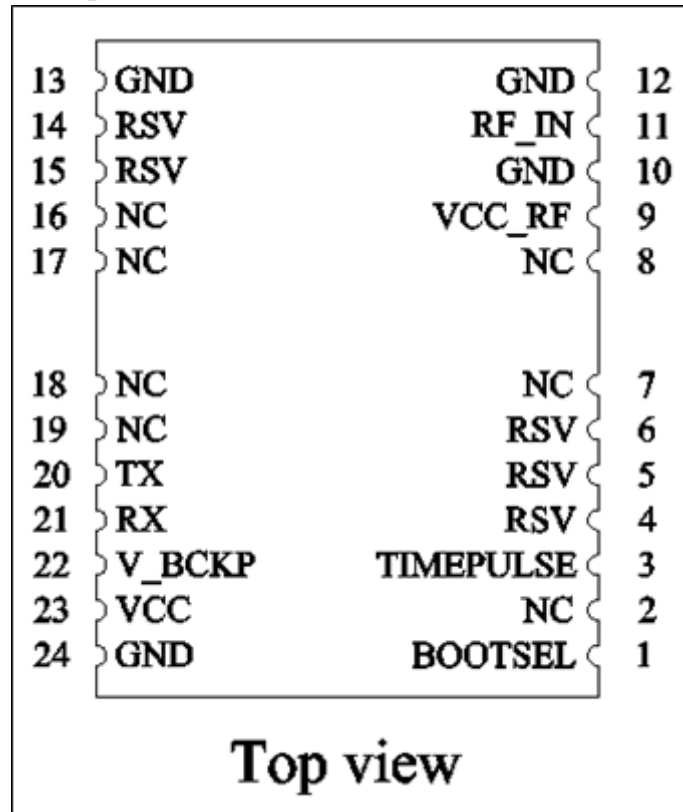 13 GND GND 12
14 RSV RF_IN 11
15 RSV GND 10
16 NC VCC_RF 9
17 NC NC 8
18 NC NC 7
19 NC RSV 6
20 TX RSV 5
21 RX RSV 4
22 V_BCKP TIMEPULSE 3
23 VCC NC 2
24 GND BOOTSEL 1
Top view